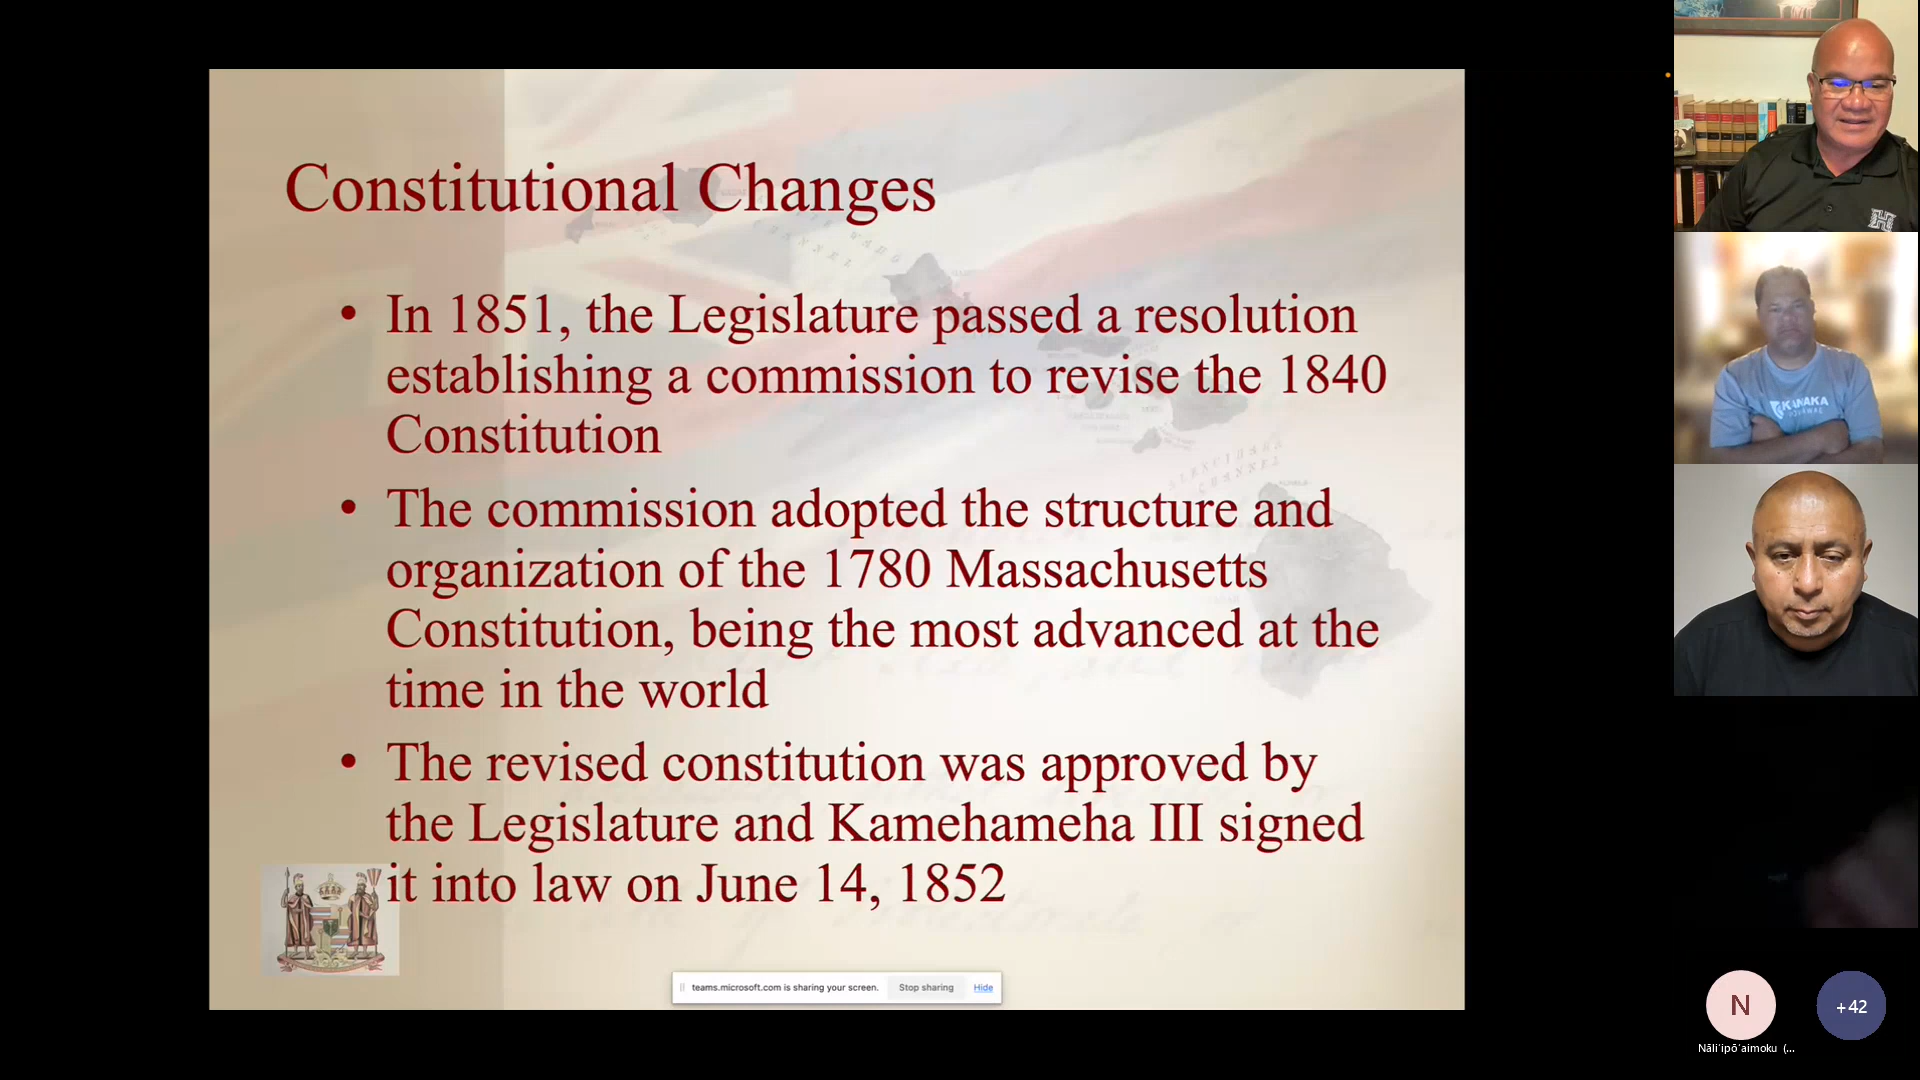 Constitutional Changes
• In 1851, the Legislature passed a resolution
establishing a commission to revise the 1840
Constitution
• The commission adopted the structure and
organization of the 1780 Massachusetts
Constitution, being the most advanced at the
time in the world
• The revised constitution was approved by
the Legislature and Kamehameha III signed
it into law on June 14, 1852
teams.microsoft.com is sharing your screen. Stop sharing Hide
KANAKA
H
N
+42
Nāliʻipōʻaimoku (...